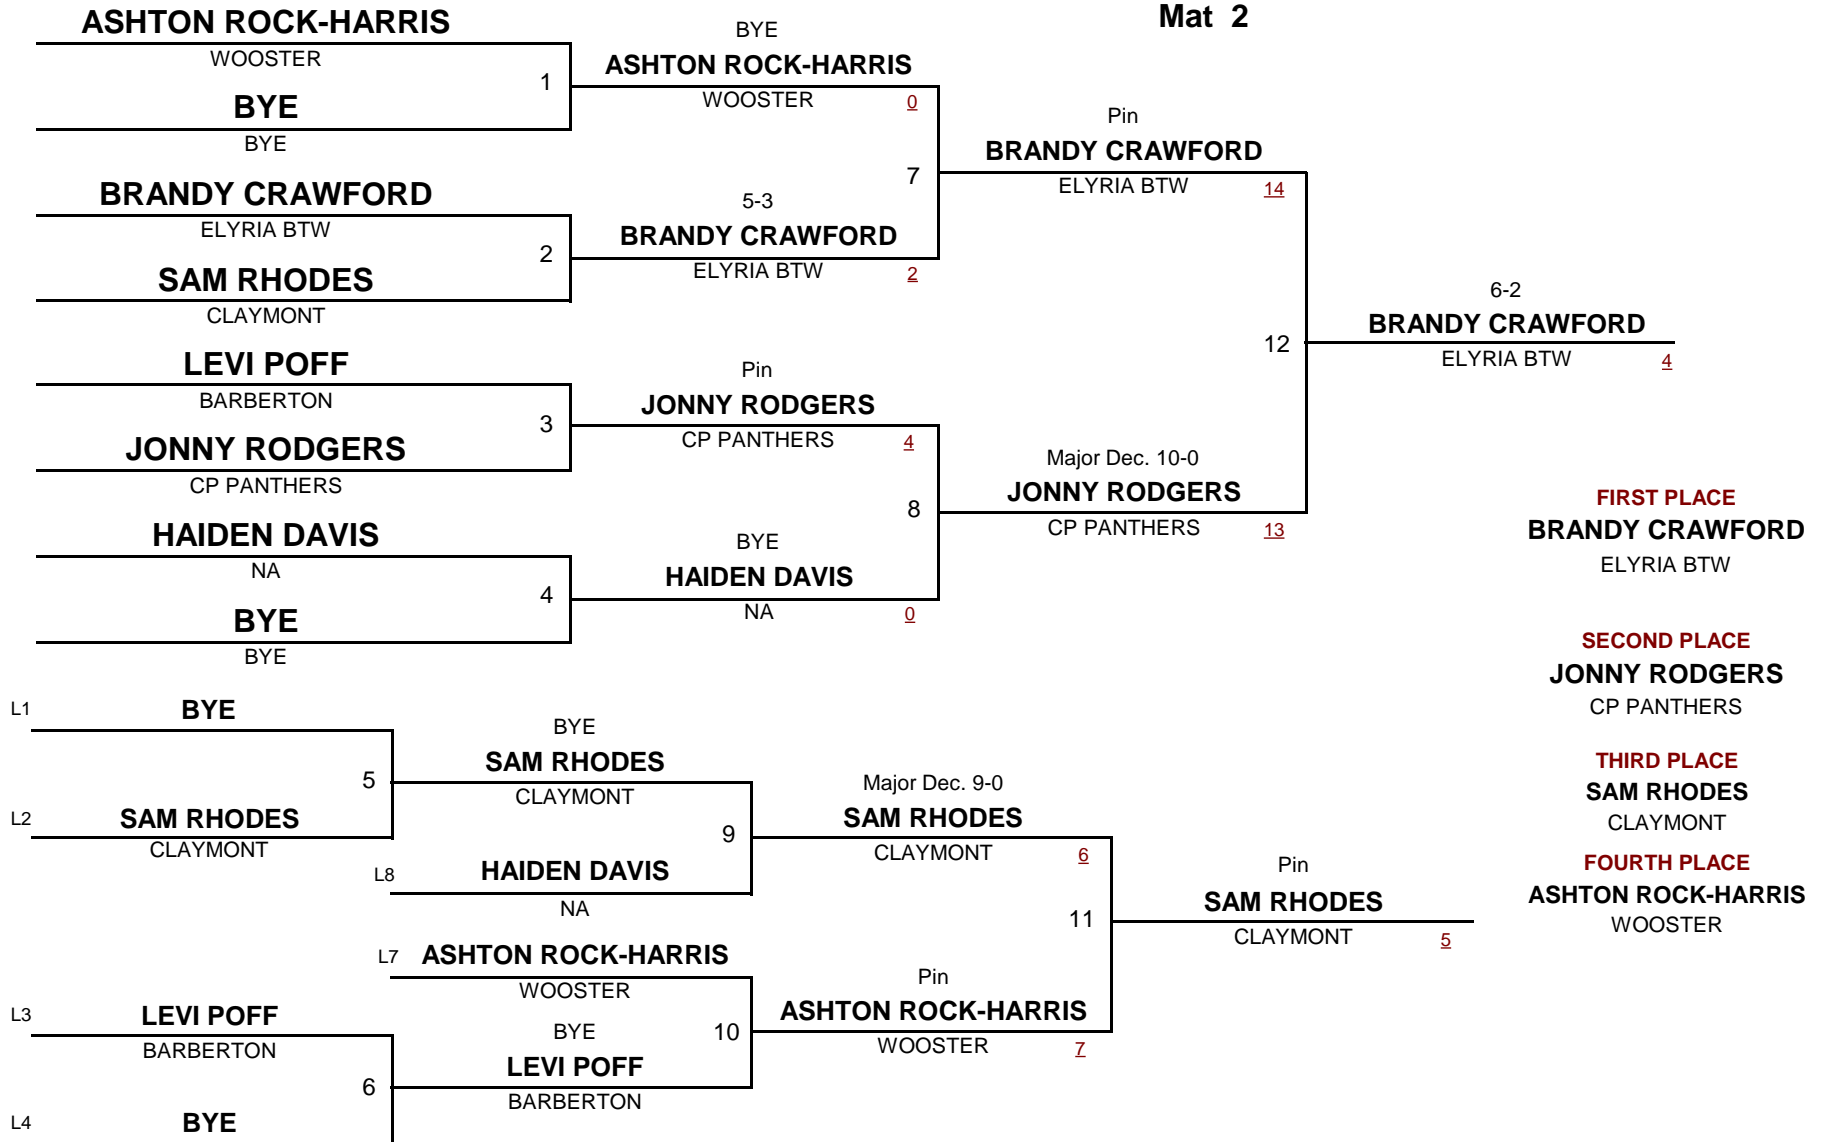 Mat 2
ASHTON ROCK-HARRIS
WOOSTER
1
BYE
BYE
BRANDY CRAWFORD
ELYRIA BTW
2
SAM RHODES
CLAYMONT
LEVI POFF
BARBERTON
3
JONNY RODGERS
CP PANTHERS
HAIDEN DAVIS
NA
4
BYE
BYE
BYE
ASHTON ROCK-HARRIS
WOOSTER 0
7
5-3
BRANDY CRAWFORD
ELYRIA BTW 2
Pin
JONNY RODGERS
CP PANTHERS 4
8
BYE
HAIDEN DAVIS
NA 0
Pin
BRANDY CRAWFORD
ELYRIA BTW 14
12
Major Dec. 10-0
JONNY RODGERS
CP PANTHERS 13
6-2
BRANDY CRAWFORD
ELYRIA BTW 4
FIRST PLACE
BRANDY CRAWFORD
ELYRIA BTW
SECOND PLACE
JONNY RODGERS
CP PANTHERS
THIRD PLACE
SAM RHODES
CLAYMONT
FOURTH PLACE
ASHTON ROCK-HARRIS
WOOSTER
L1 BYE
5
L2 SAM RHODES
CLAYMONT
BYE
SAM RHODES
CLAYMONT
9
L8 HAIDEN DAVIS
NA
L7 ASHTON ROCK-HARRIS
WOOSTER
10
L3 LEVI POFF
BARBERTON
6
L4 BYE
BYE
LEVI POFF
BARBERTON
Major Dec. 9-0
SAM RHODES
CLAYMONT 6
11
Pin
ASHTON ROCK-HARRIS
WOOSTER 7
Pin
SAM RHODES
CLAYMONT 5